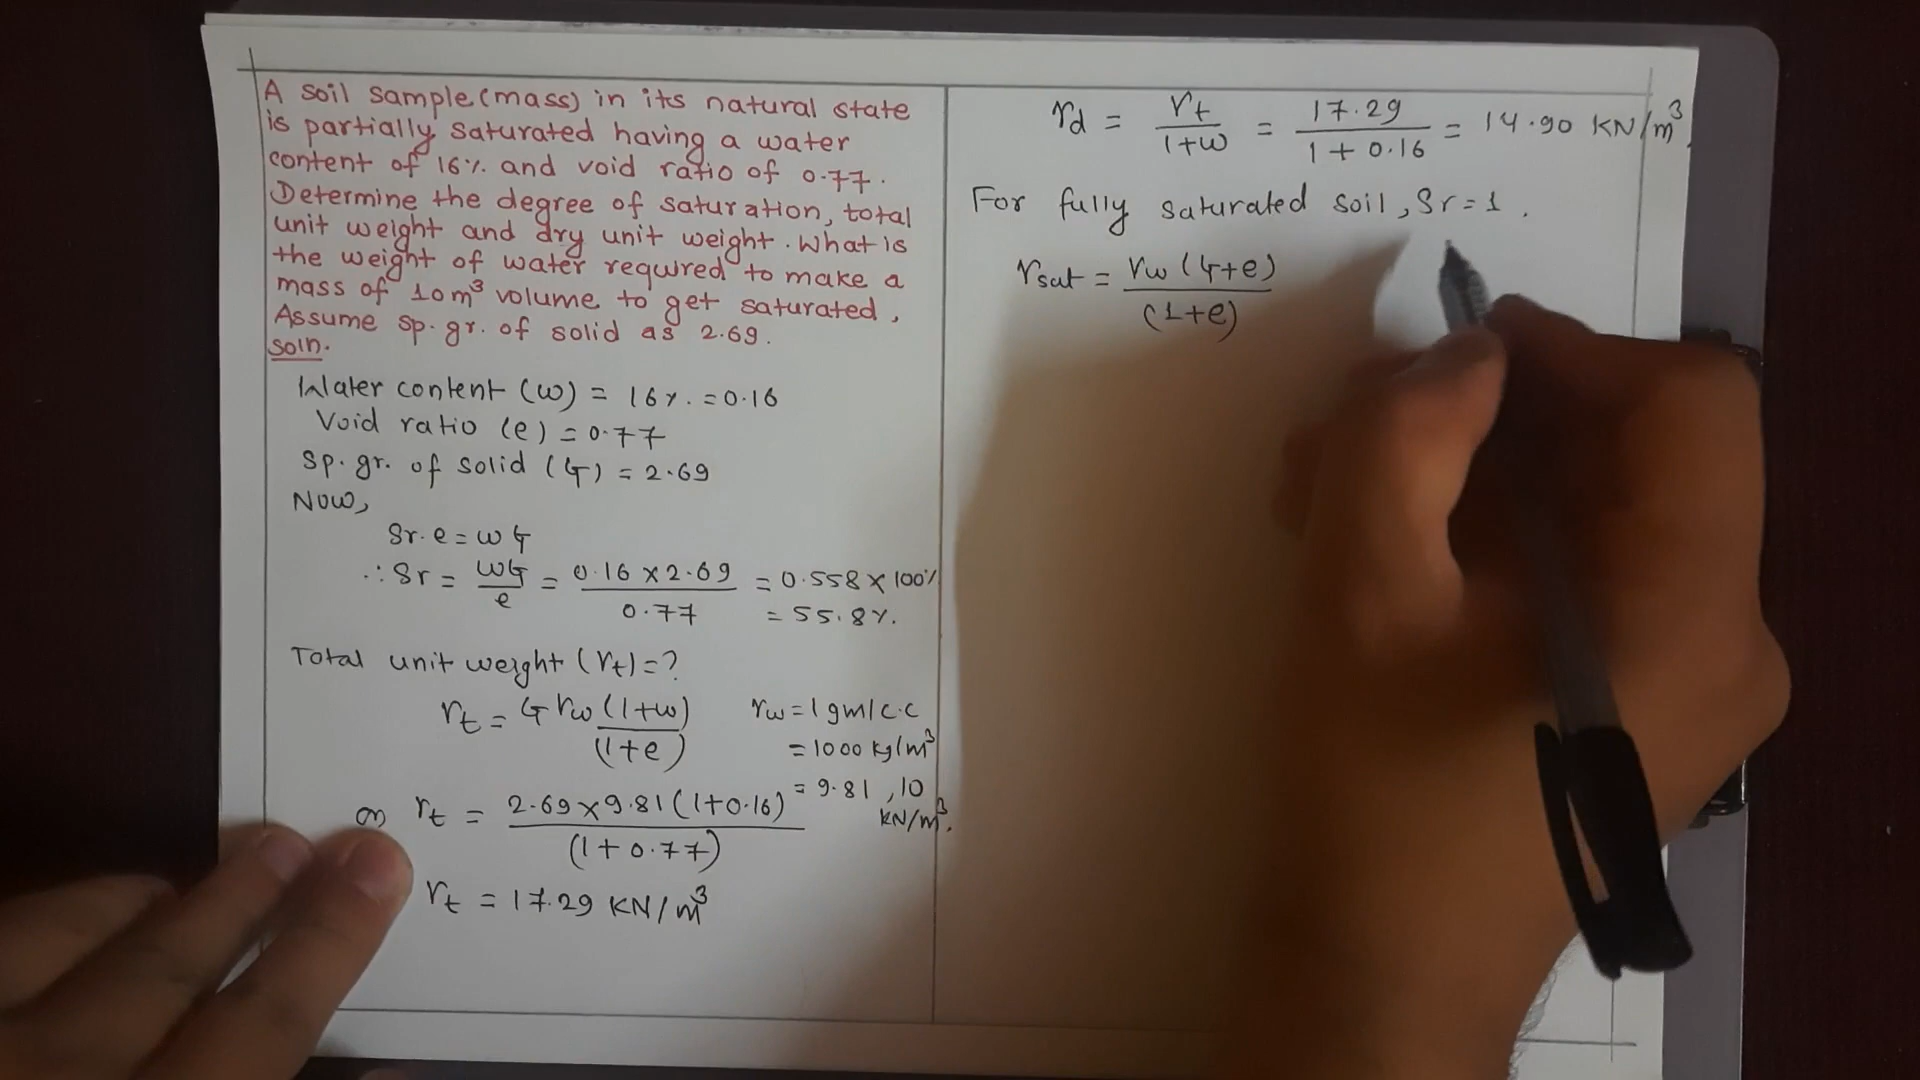 A soil sample (mass) in its natural state
is partially saturated having a water
content of 16%. and void ratio of 0.77.
Determine the degree of saturation, total
unit weight and dry unit weight. What is
the weight of water required to make a
mass of 10m³ volume to get saturated.
Assume sp. gr. of solid as 2.69.
Soln.
Water content (w) = 16%. = 0.16
Void ratio (e) = 0.77
Sp. gr. of solid (G) = 2.69
Now,
Sr. e = wG
∴ Sr = wG/e = 0.16 × 2.69/0.77 = 0.558 × 100%
= 55.8%.
Total unit weight (γt) = ?
γt = Gγw (1+w)/(1+e)
γw = 1gm/c.c
= 1000 kg/m³
= 9.81, 10
KN/m³.
or γt = 2.69×9.81(1+0.16)/(1+0.77)
γt = 17.29 KN/m³
γd = γt/1+w = 17.29/1+0.16 = 14.90 KN/m³.
For fully saturated soil, Sr = 1.
γsat = γw (G+e)/(1+e)